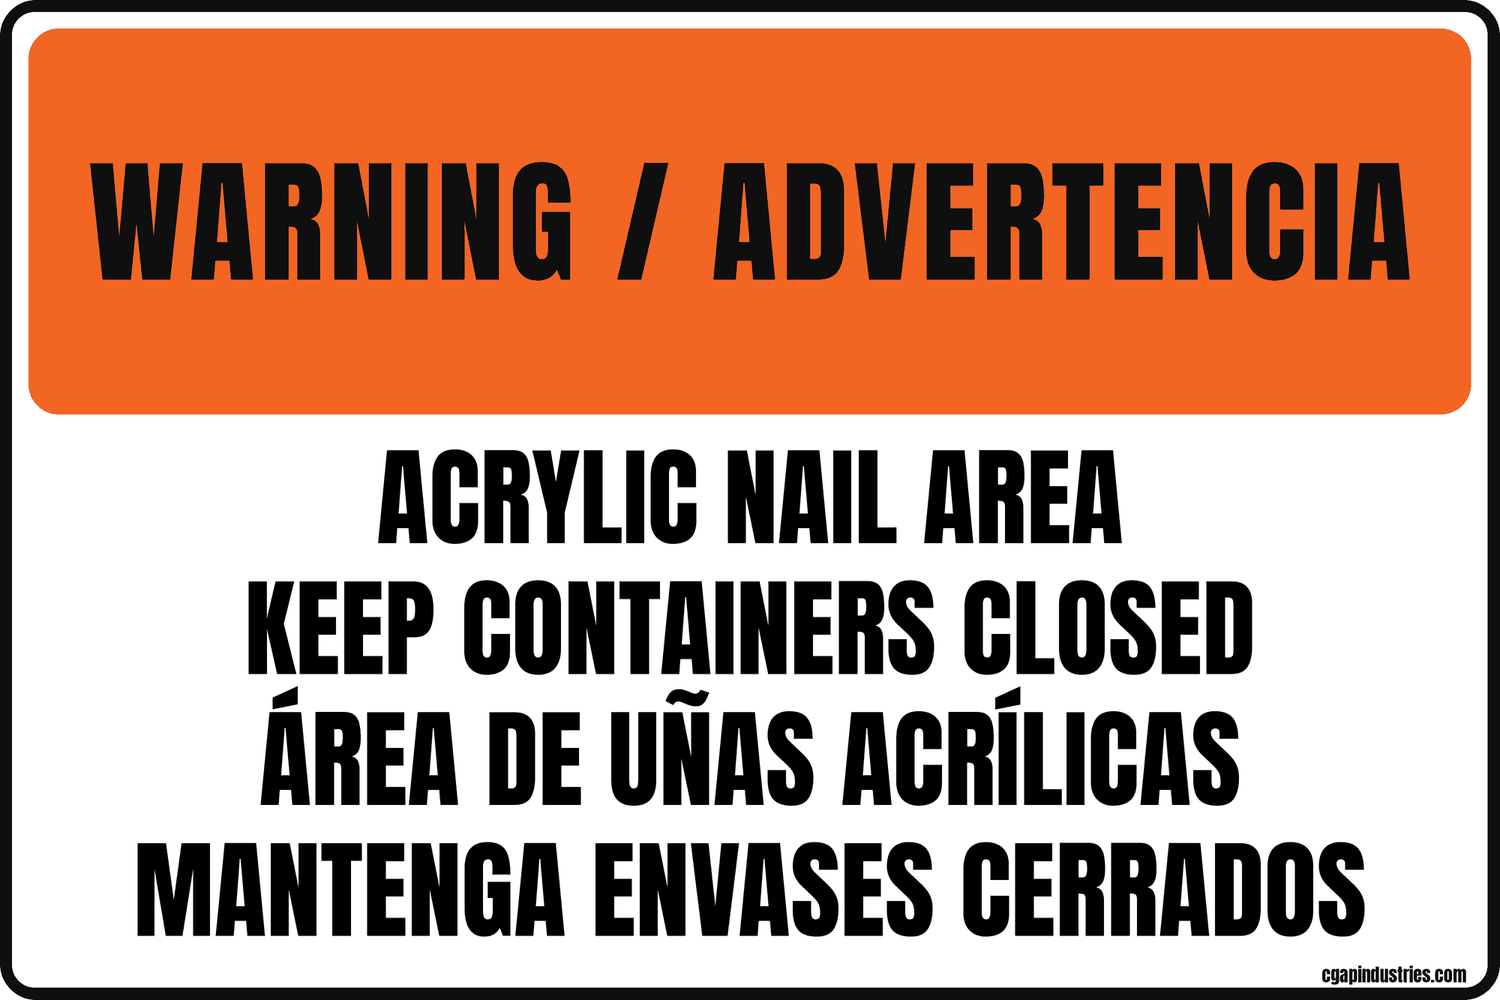 WARNING / ADVERTENCIA
ACRYLIC NAIL AREA
KEEP CONTAINERS CLOSED
ÁREA DE UÑAS ACRÍLICAS
MANTENGA ENVASES CERRADOS
cgapindustries.com